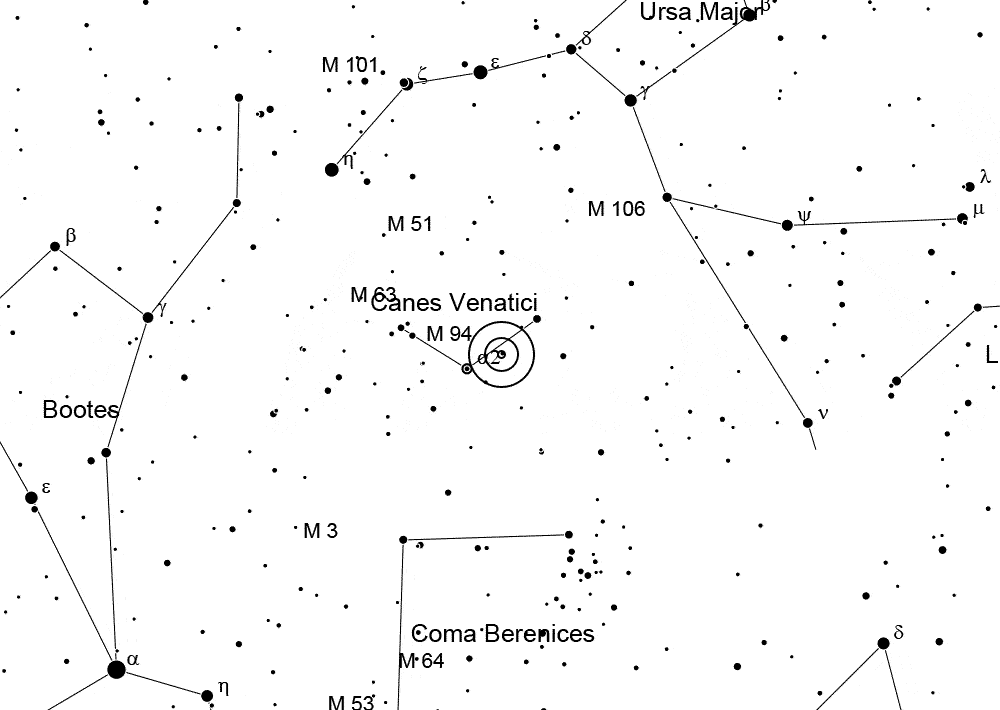 Ursa Major
β
δ
M 101
ζ
ε
γ
η
λ
M 106
μ
M 51
ψ
β
M 63
Canes Venatici
γ
M 94
α2
L
Bootes
ν
ε
M 3
Coma Berenices
δ
α
M 64
η
M 53